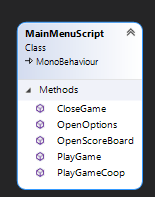 MainMenuScript
Class
MonoBehaviour
Methods
CloseGame
OpenOptions
OpenScoreBoard
PlayGame
PlayGameCoop